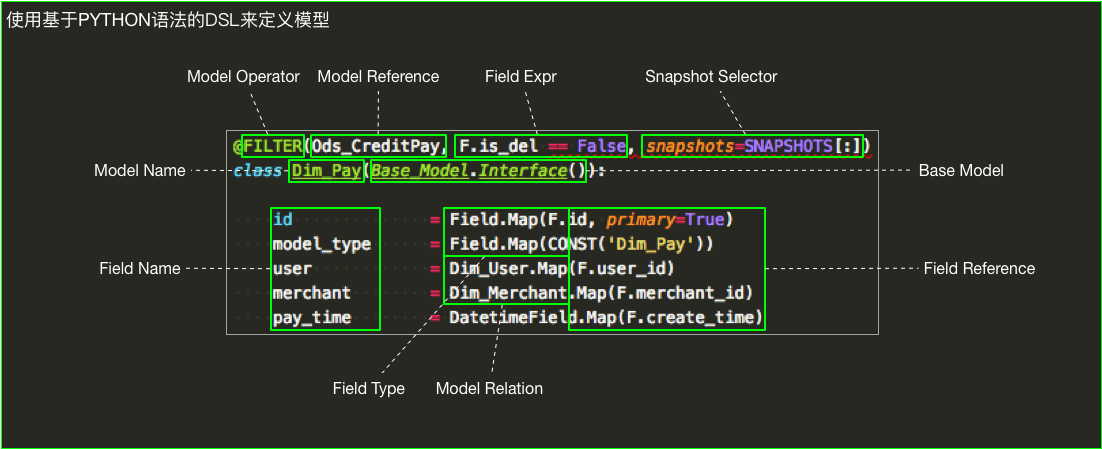 使用基于PYTHON语法的DSL来定义模型
Model Operator Model Reference Field Expr Snapshot Selector
@FILTER(Ods_CreditPay, F.is_del == False, snapshots=SNAPSHOTS[:])
Model Name class Dim_Pay(Base_Model.Interface()): Base Model
id = Field.Map(F.id, primary=True)
model_type = Field.Map(CONST('Dim_Pay'))
Field Name user = Dim_User.Map(F.user_id) Field Reference
merchant = Dim_Merchant.Map(F.merchant_id)
pay_time = DatetimeField.Map(F.create_time)
Field Type Model Relation